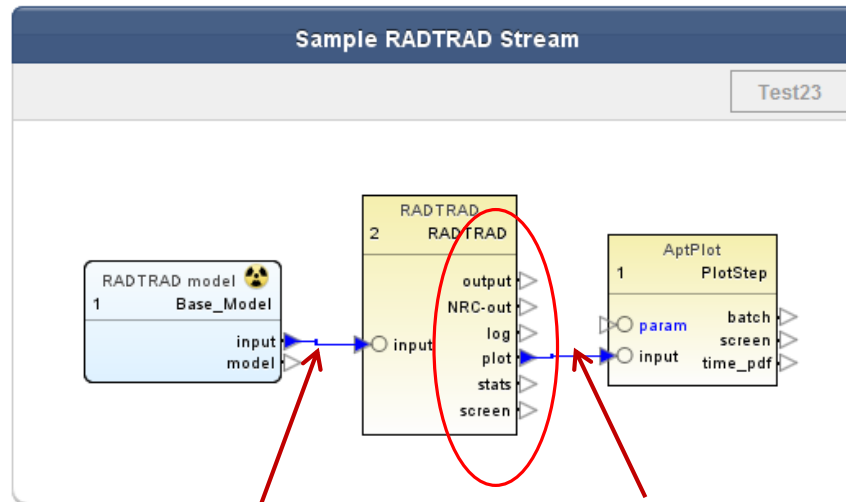 Sample RADTRAD Stream
Test23
RADTRAD model
1 Base_Model
input
model
RADTRAD
2 RADTRAD
input
output
NRC-out
log
plot
stats
screen
AptPlot
1 PlotStep
param
input
batch
screen
time_pdf